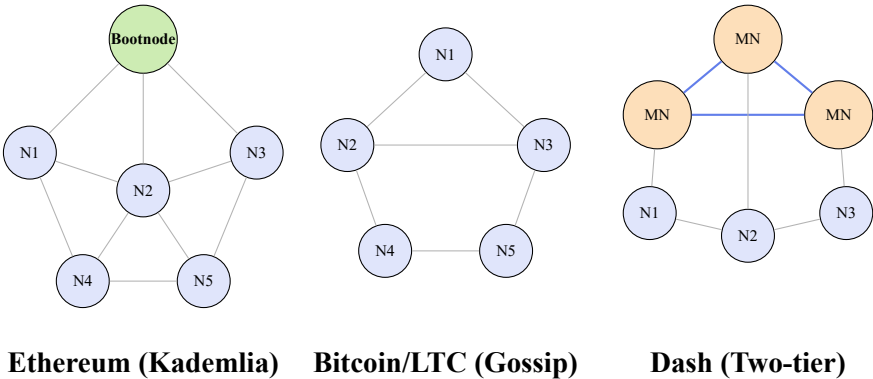 Bootnode
N1
N2
N3
N4
N5
Ethereum (Kademlia)
N1
N2
N3
N4
N5
Bitcoin/LTC (Gossip)
MN
MN
MN
N1
N2
N3
Dash (Two-tier)